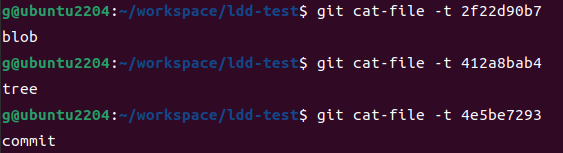 g@ubuntu2204:~/workspace/ldd-test$ git cat-file -t 2f22d90b7
blob
g@ubuntu2204:~/workspace/ldd-test$ git cat-file -t 412a8bab4
tree
g@ubuntu2204:~/workspace/ldd-test$ git cat-file -t 4e5be7293
commit